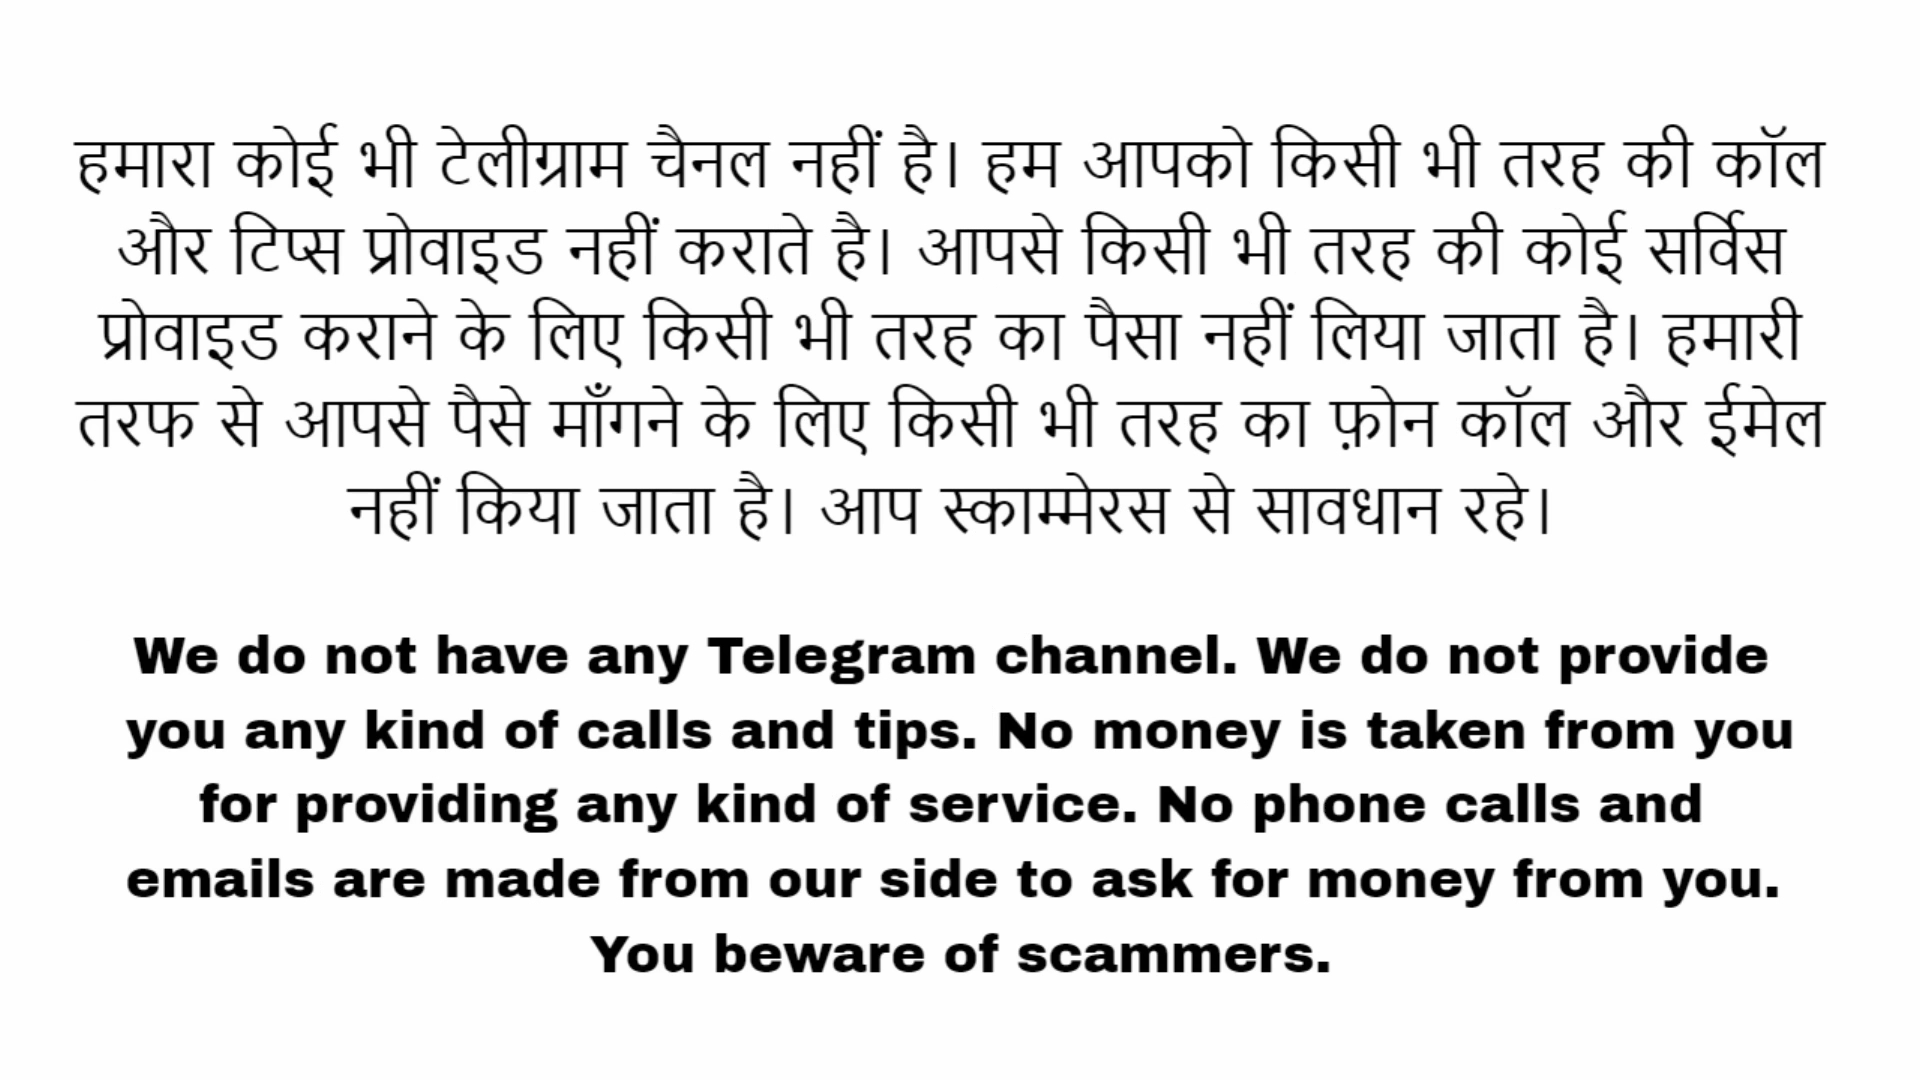 हमारा कोई भी टेलीग्राम चैनल नहीं है। हम आपको किसी भी तरह की कॉल
और टिप्स प्रोवाइड नहीं कराते है। आपसे किसी भी तरह की कोई सर्विस
प्रोवाइड कराने के लिए किसी भी तरह का पैसा नहीं लिया जाता है। हमारी
तरफ से आपसे पैसे माँगने के लिए किसी भी तरह का फ़ोन कॉल और ईमेल
नहीं किया जाता है। आप स्काम्मेरस से सावधान रहे।
We do not have any Telegram channel. We do not provide
you any kind of calls and tips. No money is taken from you
for providing any kind of service. No phone calls and
emails are made from our side to ask for money from you.
You beware of scammers.